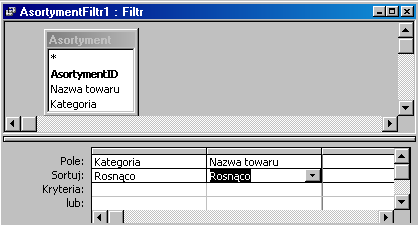 AsortymentFiltr1 : Filtr
Asortyment
*
AsortymentID
Nazwa towaru
Kategoria
Pole: Kategoria Nazwa towaru
Sortuj: Rosnąco Rosnąco
Kryteria:
lub: